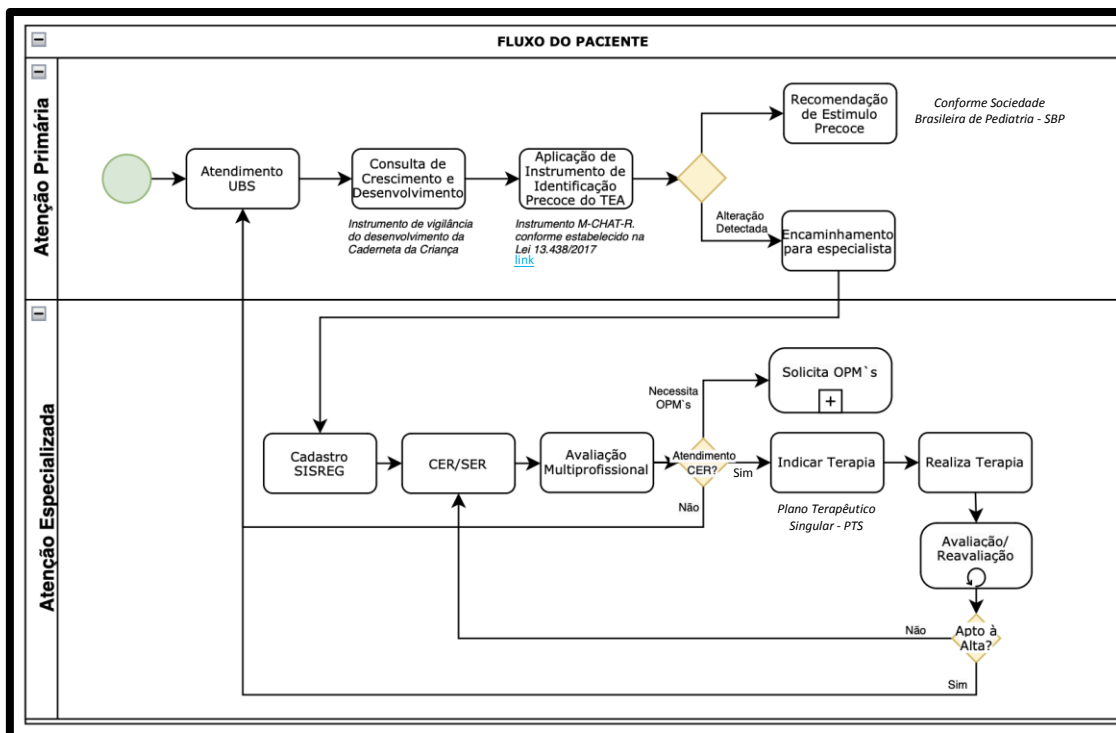 FLUXO DO PACIENTE
Atenção Primária
Atendimento
UBS
Consulta de
Crescimento e
Desenvolvimento
Instrumento de vigilância
do desenvolvimento da
Caderneta da Criança
Aplicação de
Instrumento de
Identificação
Precoce do TEA
Instrumento M-CHAT-R.
conforme estabelecido na
Lei 13.438/2017
link
Recomendação
de Estimulo
Precoce
Conforme Sociedade
Brasileira de Pediatria - SBP
Alteração
Detectada
Encaminhamento
para especialista
Atenção Especializada
Cadastro
SISREG
CER/SER
Avaliação
Multiprofissional
Atendimento
CER?
Necessita
OPM`s
Solicita OPM`s
Sim
Não
Indicar Terapia
Plano Terapêutico
Singular - PTS
Realiza Terapia
Avaliação/
Reavaliação
Apto à
Alta?
Não
Sim